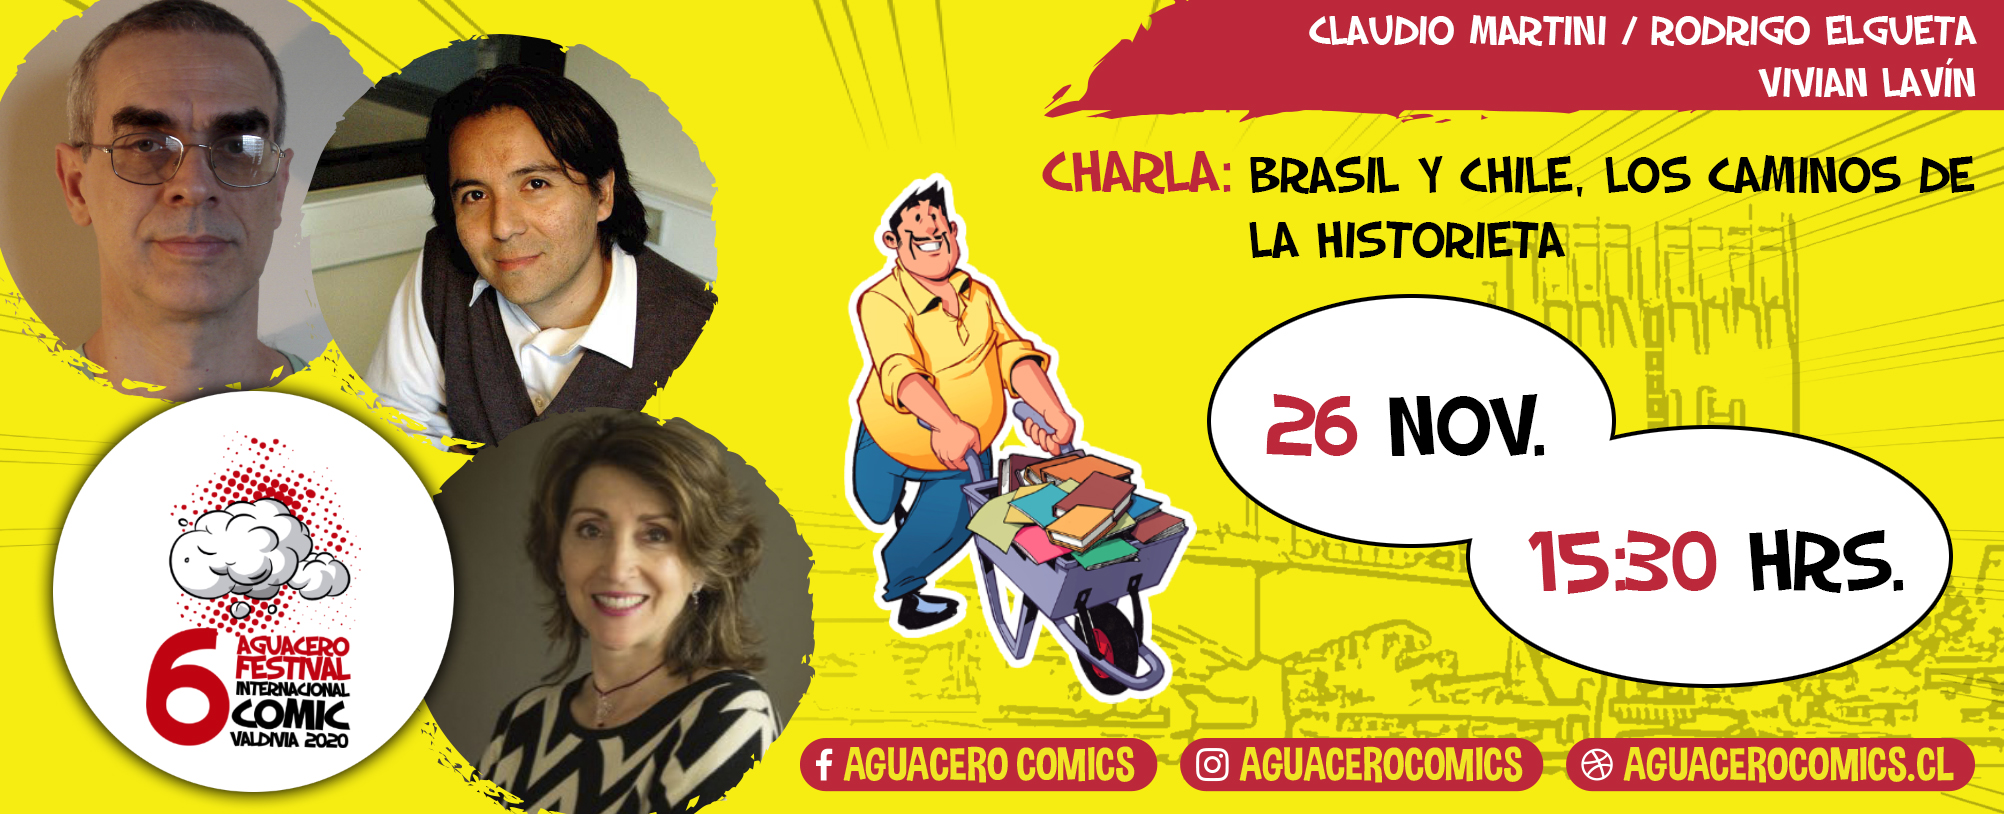 CLAUDIO MARTINI / RODRIGO ELGUETA
VIVIAN LAVÍN
CHARLA: BRASIL Y CHILE, LOS CAMINOS DE
LA HISTORIETA
26 NOV.
15:30 HRS.
6 AGUACERO
FESTIVAL
INTERNACIONAL
COMIC
VALDIVIA 2020
AGUACERO COMICS
AGUACEROCOMICS
AGUACEROCOMICS.CL